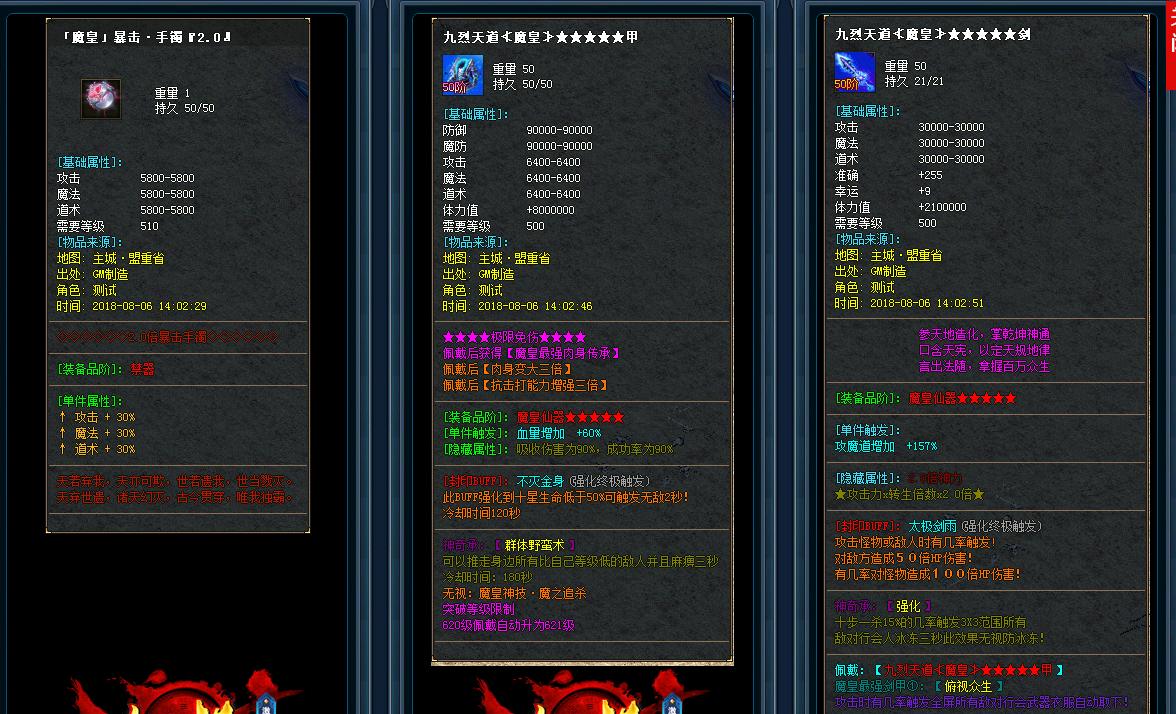 「魔皇」暴击·手镯『2.0』
重量 1
持久 50/50
[基础属性]:
攻击 5800-5800
魔法 5800-5800
道术 5800-5800
需要等级 510
[物品来源]:
地图: 主城·盟重省
出处: GM制造
角色: 测试
时间: 2018-08-06 14:02:29
◇◇◇◇◇◇2.0倍暴击手镯◇◇◇◇◇◇
[装备品阶]: 禁器
[单件属性]:
↑ 攻击 + 30%
↑ 魔法 + 30%
↑ 道术 + 30%
天若弃我，天亦可欺，世若遗我，世当戮灭。
无弃世遗，诸天幻灭，古今贯穿，唯我独霸。
九烈天道≮魔皇≯★★★★★甲
50阶
重量 50
持久 50/50
[基础属性]:
防御 90000-90000
魔防 90000-90000
攻击 6400-6400
魔法 6400-6400
道术 6400-6400
体力值 +8000000
需要等级 500
[物品来源]:
地图: 主城·盟重省
出处: GM制造
角色: 测试
时间: 2018-08-06 14:02:46
★★★★极限免伤★★★★
佩戴后获得【魔皇最强肉身传承】
佩戴后【肉身变大三倍】
佩戴后【抗击打能力增强三倍】
[装备品阶]: 魔皇仙器★★★★★
[单件触发]: 血量增加 +60%
[隐藏属性]: 吸收伤害为90%，成功率为90%
[封印BUFF]: 不灭金身(强化终极触发)
此BUFF强化到十星生命低于50%可触发无敌2秒!
冷却时间120秒
神奇承: 【 群体野蛮术 】
可以推走身边所有比自己等级低的敌人并且麻痹三秒
冷却时间: 180秒
无视: 魔皇神技·魔之追杀
突破等级限制
620级佩戴自动升为621级
九烈天道≮魔皇≯★★★★★剑
50阶
重量 50
持久 21/21
[基础属性]:
攻击 30000-30000
魔法 30000-30000
道术 30000-30000
准确 +255
幸运 +9
体力值 +2100000
需要等级 500
[物品来源]:
地图: 主城·盟重省
出处: GM制造
角色: 测试
时间: 2018-08-06 14:02:51
参天地造化，掌乾坤神通
口含天宪，以定天规地律
言出法随，拿握百万众生
[装备品阶]: 魔皇仙器★★★★★
[单件触发]:
攻魔道增加 +157%
[隐藏属性]:
★攻击力x转生倍数x2.0倍★
[封印BUFF]: 太极剑雨(强化终极触发)
攻击怪物或敌人时有几率触发!
对敌方造成５０倍HP伤害!
有几率对怪物造成１００倍HP伤害!
神奇承: 【 强化 】
十步一杀15%的几率触发3X3范围所有
敌对行会人冰冻三秒此效果无视防冰冻!
佩戴: 【九烈天道≮魔皇≯★★★★★甲 】
魔皇最强剑甲①: 【 俯视众生 】
攻击时有几率触发全屏所有敌对行会武器衣服自动取下!